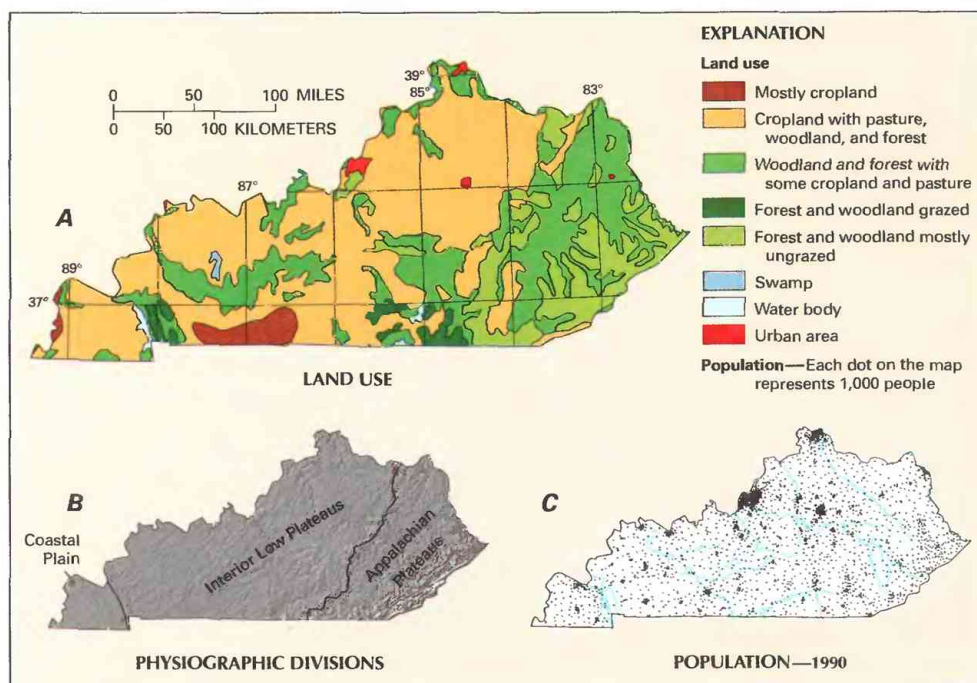 EXPLANATION
Land use
Mostly cropland
Cropland with pasture,
woodland, and forest
Woodland and forest with
some cropland and pasture
Forest and woodland grazed
Forest and woodland mostly
ungrazed
Swamp
Water body
Urban area
Population—Each dot on the map
represents 1,000 people
0 50 100 MILES
0 50 100 KILOMETERS
39°
85°
83°
87°
89°
37°
A
LAND USE
B
Coastal
Plain
Interior Low Plateaus
Appalachian
Plateaus
PHYSIOGRAPHIC DIVISIONS
C
POPULATION—1990